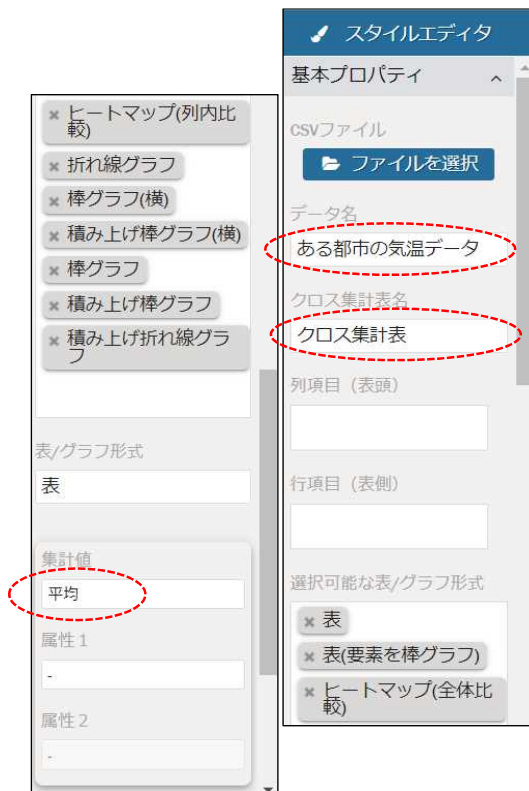 スタイルエディタ
基本プロパティ
CSVファイル
ファイルを選択
データ名
ある都市の気温データ
クロス集計表名
クロス集計表
列項目（表頭）
行項目（表側）
選択可能な表/グラフ形式
表
表(要素を棒グラフ)
ヒートマップ(全体比
較)
ヒートマップ(列内比
較)
折れ線グラフ
棒グラフ(横)
積み上げ棒グラフ(横)
棒グラフ
積み上げ棒グラフ
積み上げ折れ線グラ
フ
表/グラフ形式
表
集計値
平均
属性１
-
属性２
-